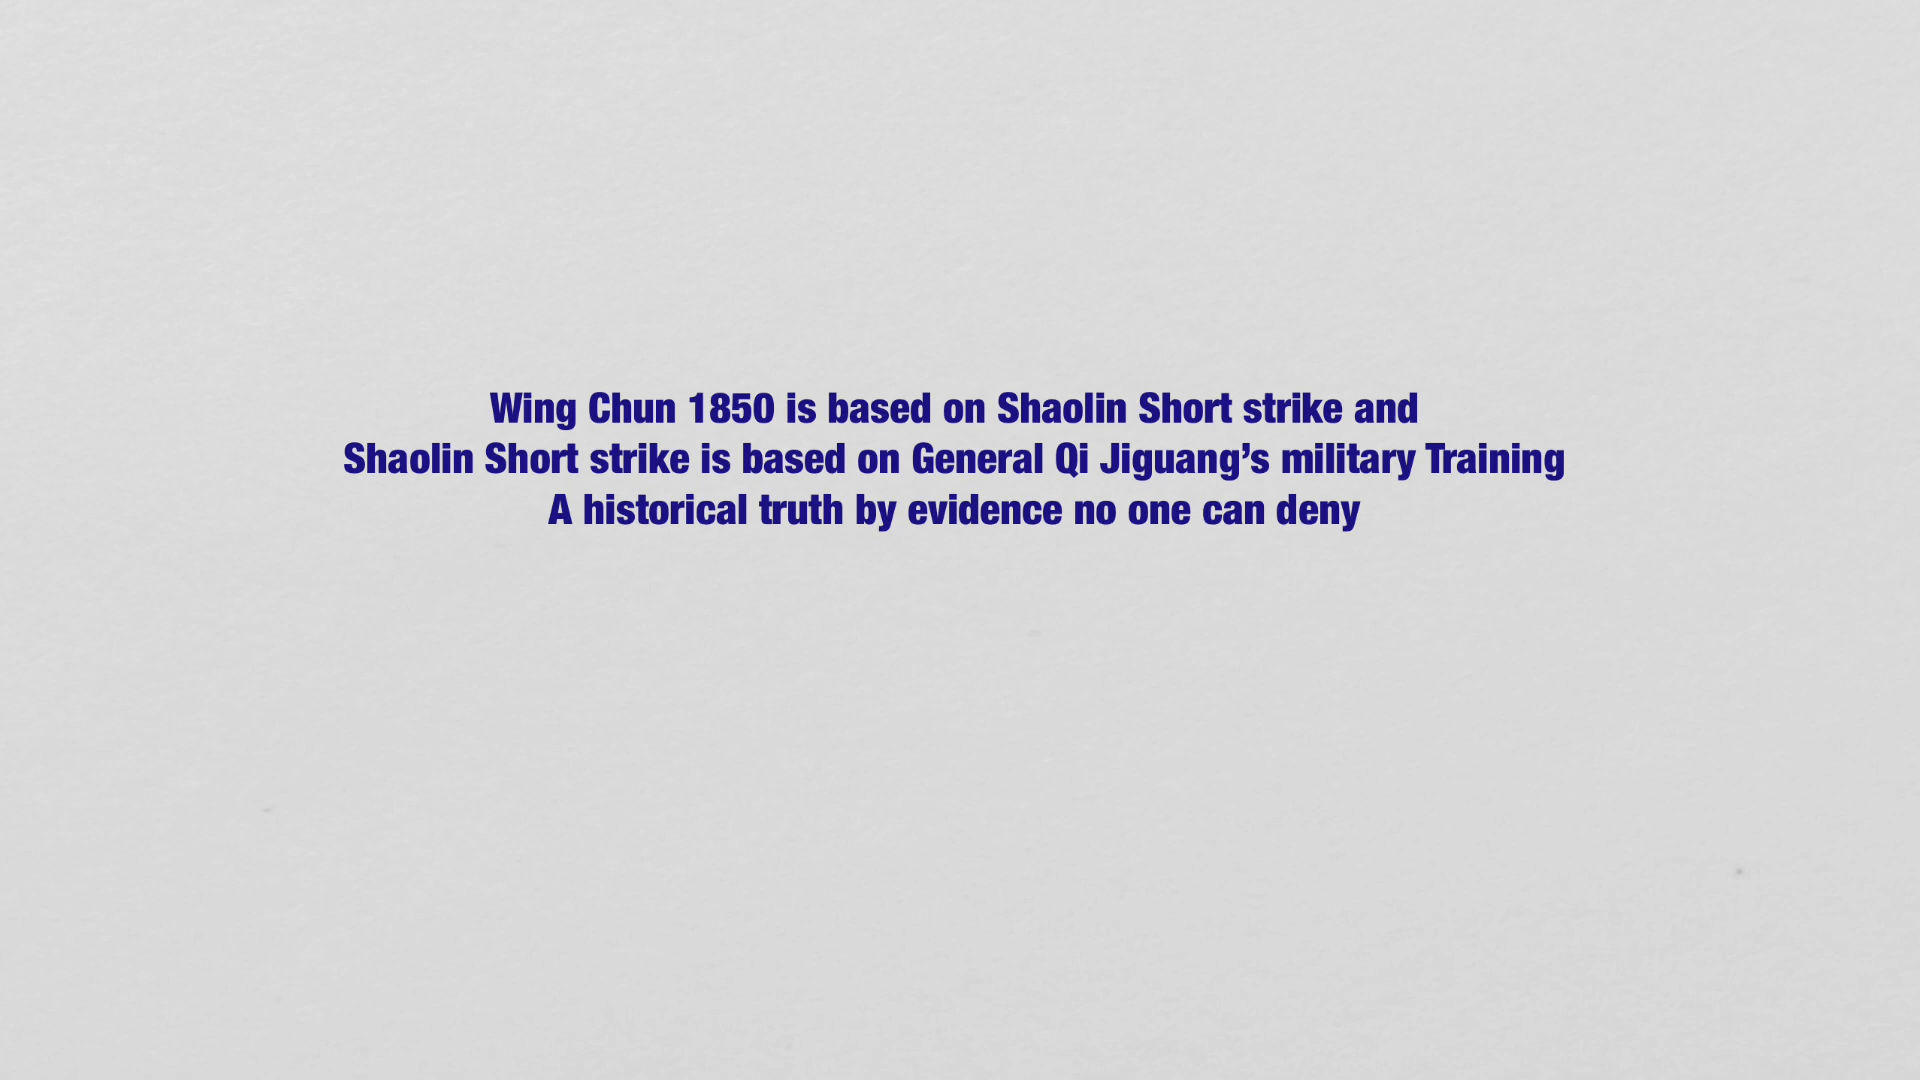 Wing Chun 1850 is based on Shaolin Short strike and
Shaolin Short strike is based on General Qi Jiguang’s military Training
A historical truth by evidence no one can deny